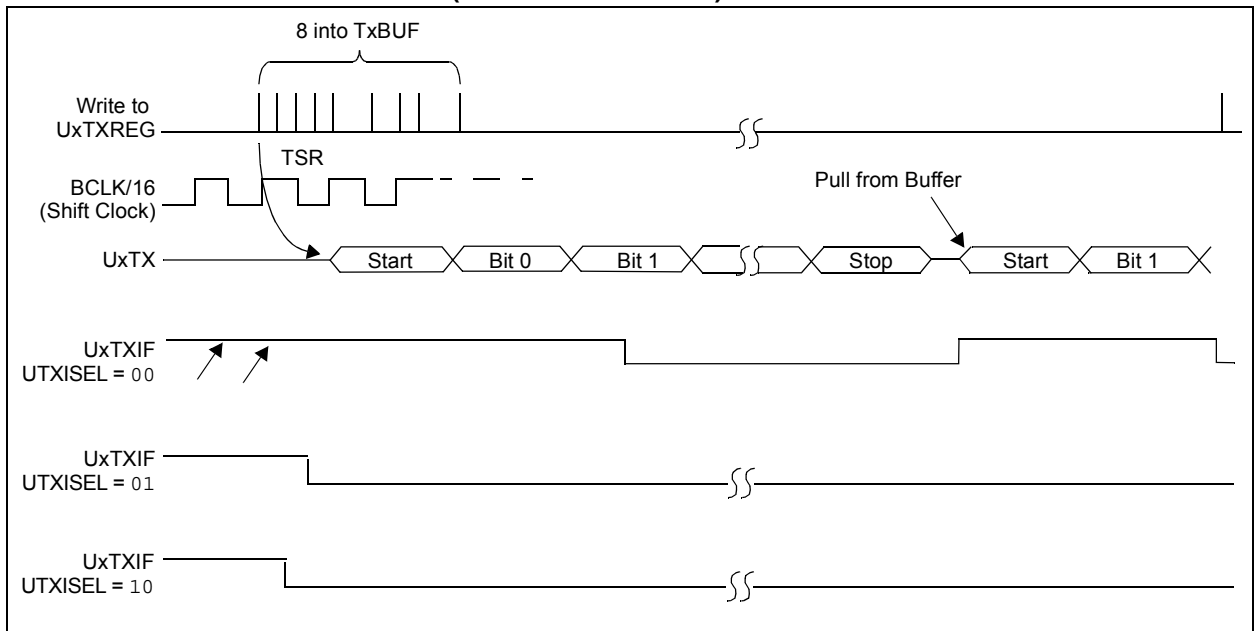 8 into TxBUF
Write to
UxTXREG
TSR
BCLK/16
(Shift Clock)
Pull from Buffer
UxTX
Start
Bit 0
Bit 1
Stop
Start
Bit 1
UxTXIF
UTXISEL = 00
UxTXIF
UTXISEL = 01
UxTXIF
UTXISEL = 10